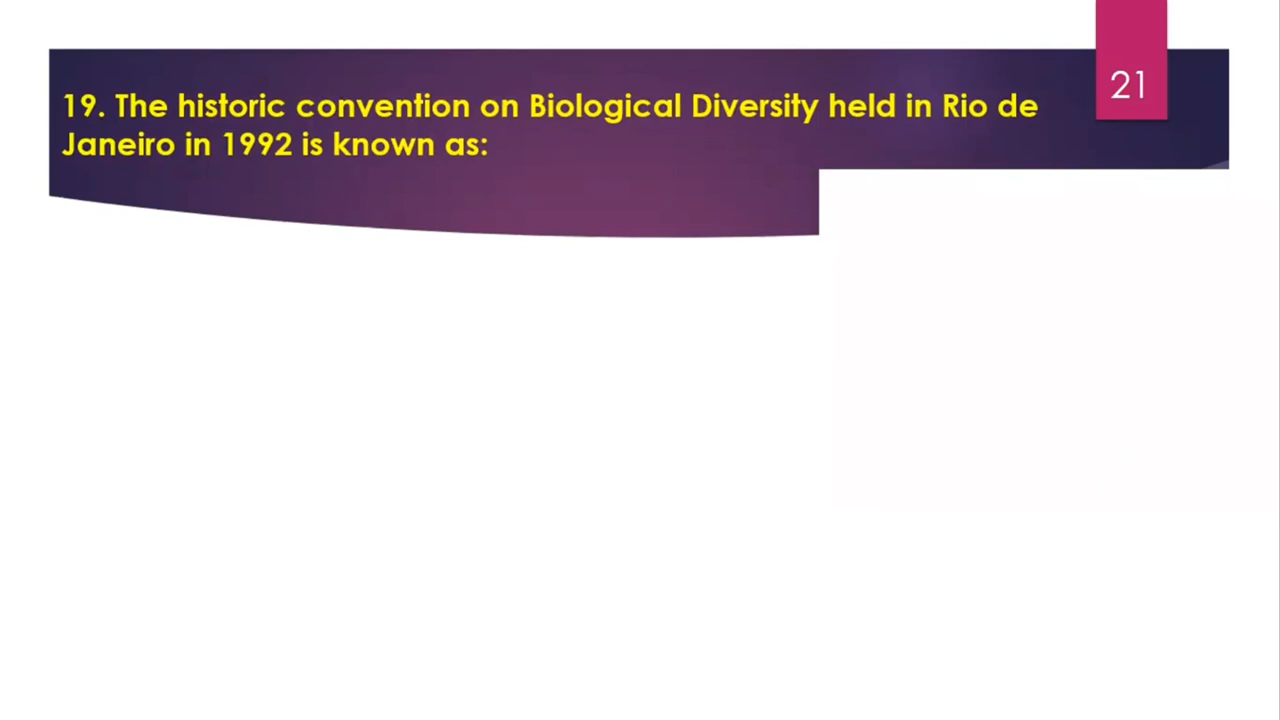 21
19. The historic convention on Biological Diversity held in Rio de
Janeiro in 1992 is known as: